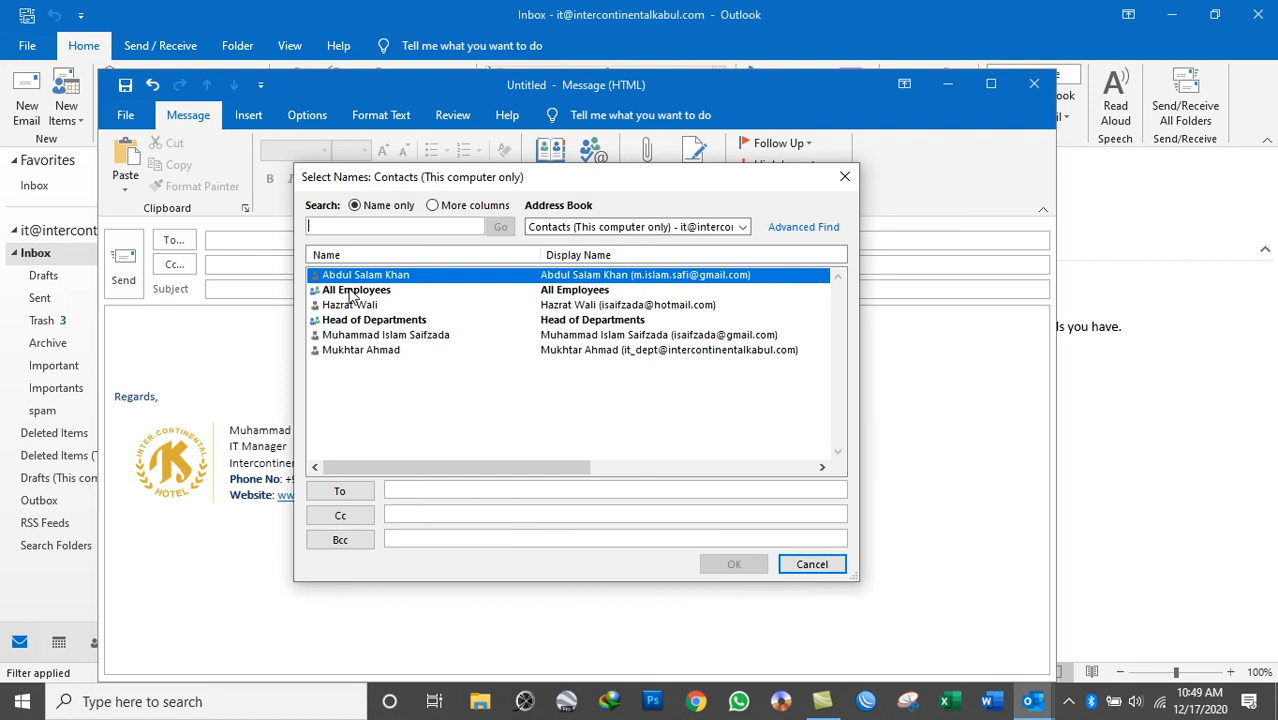 Inbox - it@intercontinentalkabul.com - Outlook
File Home Send / Receive Folder View Help Tell me what you want to do
New Email
New Items
New
Read Aloud
Speech
Send/Receive All Folders
Send/Receive
Untitled - Message (HTML)
File Message Insert Options Format Text Review Help Tell me what you want to do
Paste
Cut
Copy
Format Painter
Clipboard
Follow Up
Favorites
Inbox
it@intercont
Inbox
Drafts
Sent
Trash 3
Archive
Important
Importants
spam
Deleted Items
Deleted Items (T
Drafts (This com
Outbox
RSS Feeds
Search Folders
Send
To...
Cc...
Subject
Select Names: Contacts (This computer only)
Search: Name only More columns Address Book
Go Contacts (This computer only) - it@intercor Advanced Find
Name Display Name
Abdul Salam Khan Abdul Salam Khan (m.islam.safi@gmail.com)
All Employees All Employees
Hazrat Wali Hazrat Wali (isaifzada@hotmail.com)
Head of Departments Head of Departments
Muhammad Islam Saifzada Muhammad Islam Saifzada (isaifzada@gmail.com)
Mukhtar Ahmad Mukhtar Ahmad (it_dept@intercontinentalkabul.com)
To
Cc
Bcc
OK Cancel
Regards,
INTER CONTINENTAL
HOTEL
Muhammad
IT Manager
Intercontine
Phone No: +9
Website: ww
s you have.
Filter applied
100%
Type here to search
10:49 AM
12/17/2020